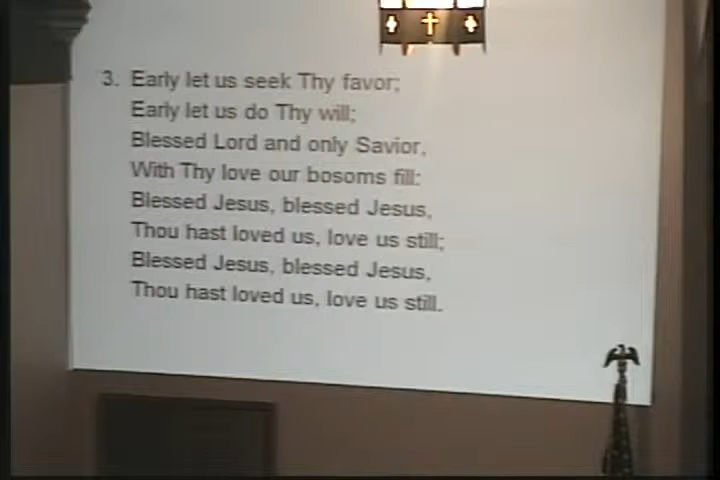 3. Early let us seek Thy favor;
Early let us do Thy will;
Blessed Lord and only Savior,
With Thy love our bosoms fill:
Blessed Jesus, blessed Jesus,
Thou hast loved us, love us still;
Blessed Jesus, blessed Jesus,
Thou hast loved us, love us still.